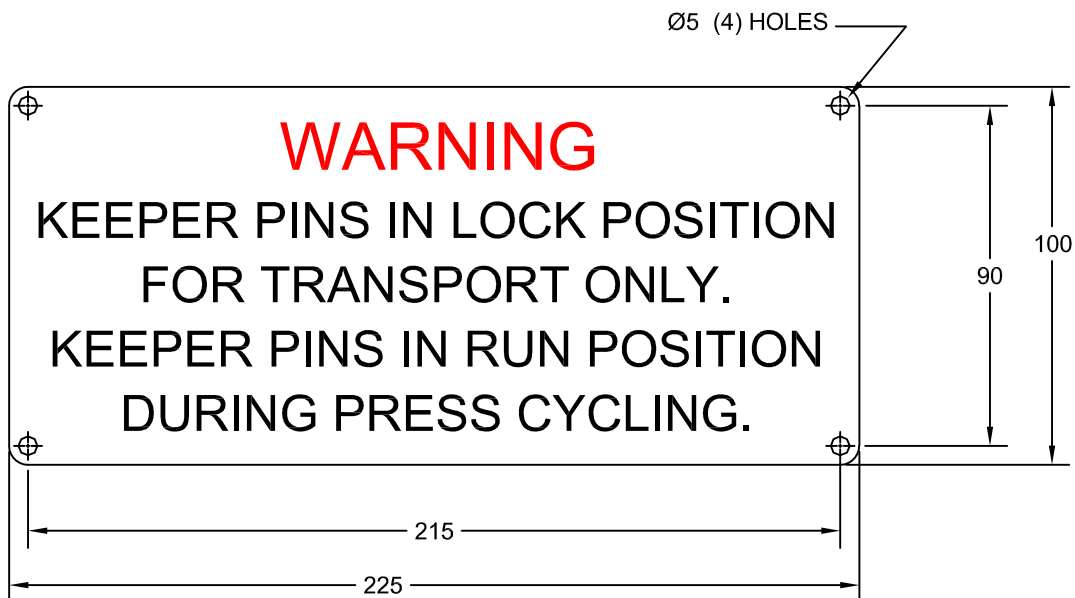 Ø5 (4) HOLES
WARNING
KEEPER PINS IN LOCK POSITION
FOR TRANSPORT ONLY.
KEEPER PINS IN RUN POSITION
DURING PRESS CYCLING.
100
90
215
225